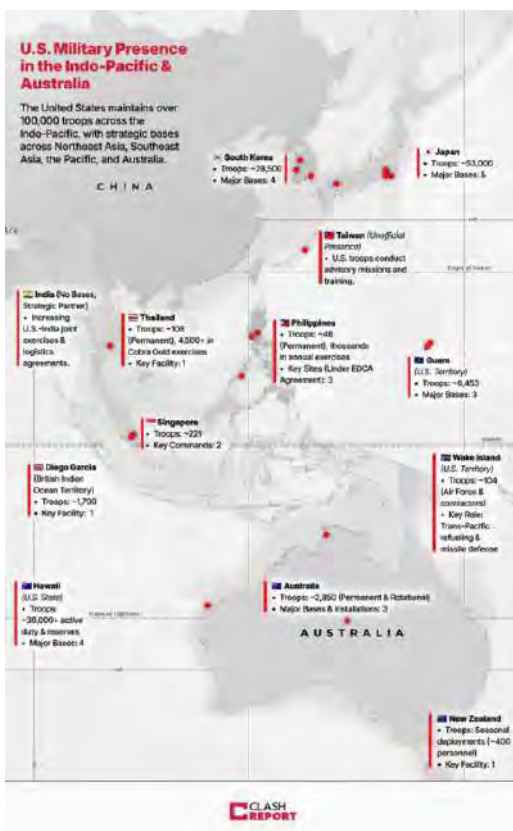 U.S. Military Presence
in the Indo-Pacific &
Australia
The United States maintains over
100,000 troops across the
Indo-Pacific, with strategic bases
across Northeast Asia, Southeast
Asia, the Pacific, and Australia.
CHINA
South Korea
• Troops: ~28,500
• Major Bases: 4
Japan
• Troops: ~53,000
• Major Bases: 5
Taiwan (Unofficial
Presence)
• U.S. troops conduct
advisory missions and
training.
Tropic of Cancer
India (No Bases;
Strategic Partner)
• Increasing
U.S.-India joint
exercises &
logistics
agreements.
Thailand
• Troops: ~108
(Permanent), 4,500+ in
Cobra Gold exercises
• Key Facility: 1
Philippines
• Troops: ~48
(Permanent), thousands
in annual exercises
• Key Sites (Under EDCA
Agreement): 3
Guam
(U.S. Territory)
• Troops: ~6,453
• Major Bases: 3
Singapore
• Troops: ~221
• Key Commands: 2
Diego Garcia
(British Indian
Ocean Territory)
• Troops: ~1,700
• Key Facility: 1
Wake Island
(U.S. Territory)
• Troops: ~104
(Air Force &
contractors)
• Key Role:
Trans-Pacific
refueling &
missile defense
Hawaii
(U.S. State)
• Troops:
~30,000+ active
duty & reserves
• Major Bases: 4
Tropic of Capricorn
Australia
• Troops: ~2,850 (Permanent & Rotational)
• Major Bases & Installations: 3
AUSTRALIA
New Zealand
• Troops: Seasonal
deployments (~400
personnel)
• Key Facility: 1
CLASH
REPORT